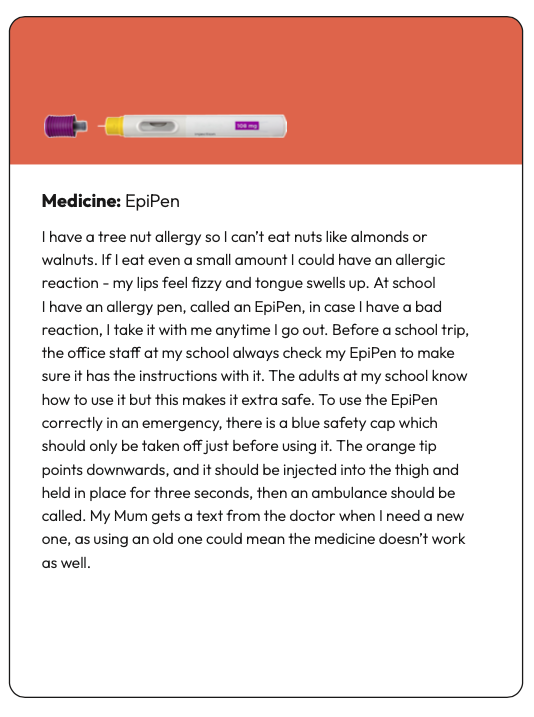 108 mg
Medicine: EpiPen
I have a tree nut allergy so I can't eat nuts like almonds or
walnuts. If I eat even a small amount I could have an allergic
reaction - my lips feel fizzy and tongue swells up. At school
I have an allergy pen, called an EpiPen, in case I have a bad
reaction, I take it with me anytime I go out. Before a school trip,
the office staff at my school always check my EpiPen to make
sure it has the instructions with it. The adults at my school know
how to use it but this makes it extra safe. To use the EpiPen
correctly in an emergency, there is a blue safety cap which
should only be taken off just before using it. The orange tip
points downwards, and it should be injected into the thigh and
held in place for three seconds, then an ambulance should be
called. My Mum gets a text from the doctor when I need a new
one, as using an old one could mean the medicine doesn't work
as well.